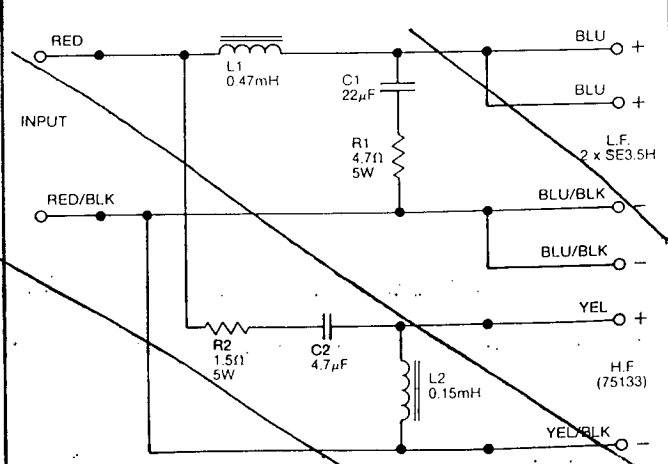 RED
L1
0.47mH
C1
22µF
R1
4.7Ω
5W
BLU +
BLU +
INPUT
L.F.
2 x SE3.5H
RED/BLK
BLU/BLK −
BLU/BLK −
YEL +
R2
1.5Ω
5W
C2
4.7µF
L2
0.15mH
H.F
(75133)
YEL/BLK −